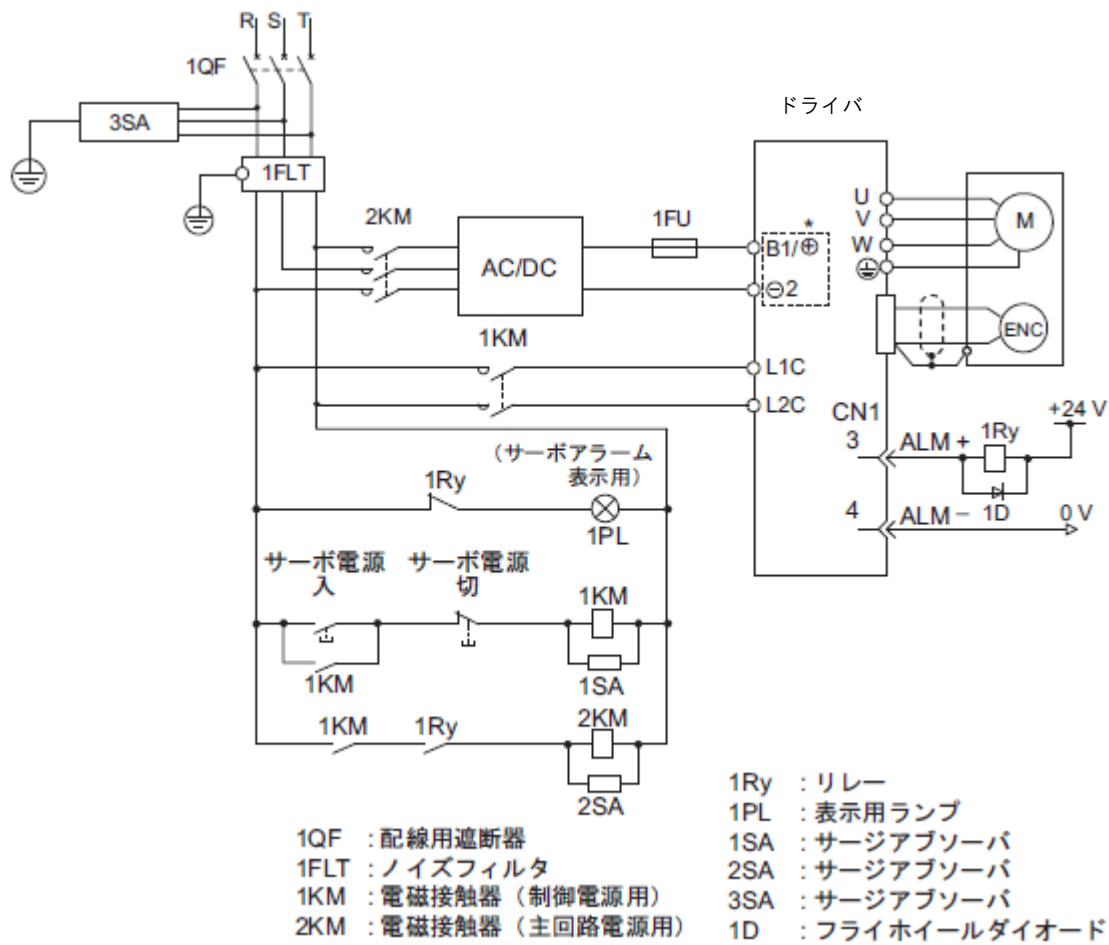 R S T
1QF
3SA
1FLT
ドライバ
2KM
AC/DC
1FU
*
B1/⊕
⊖2
U
V
W
M
ENC
1KM
L1C
L2C
CN1
3
ALM +
1Ry
+24 V
1D
4
ALM −
0 V
(サーボアラーム
表示用)
1Ry
1PL
サーボ電源
入
サーボ電源
切
1KM
1KM
1SA
1KM
1Ry
2KM
2SA
1QF :配線用遮断器
1FLT :ノイズフィルタ
1KM :電磁接触器(制御電源用)
2KM :電磁接触器(主回路電源用)
1Ry :リレー
1PL :表示用ランプ
1SA :サージアブソーバ
2SA :サージアブソーバ
3SA :サージアブソーバ
1D :フライホイールダイオード